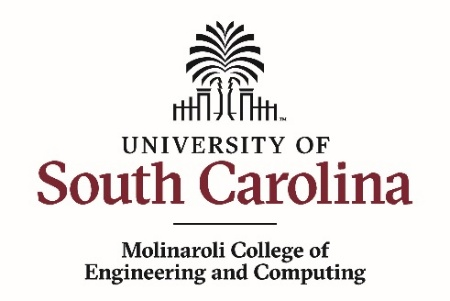 UNIVERSITY OF
South Carolina
Molinaroli College of
Engineering and Computing